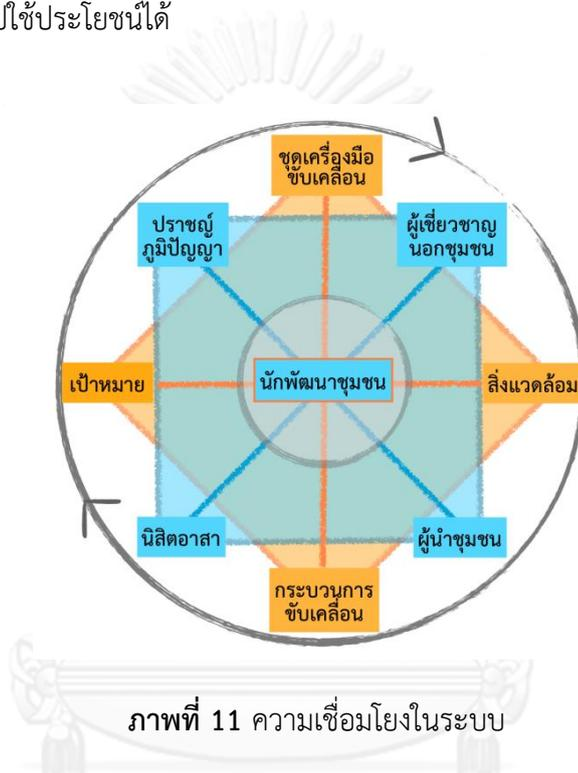 ปใช้ประโยชน์ได้
ชุดเครื่องมือ
ขับเคลื่อน
ปราชญ์
ภูมิปัญญา
ผู้เชี่ยวชาญ
นอกชุมชน
เป้าหมาย
นักพัฒนาชุมชน
สิ่งแวดล้อม
นิสิตอาสา
ผู้นำชุมชน
กระบวนการ
ขับเคลื่อน
ภาพที่ 11 ความเชื่อมโยงในระบบ